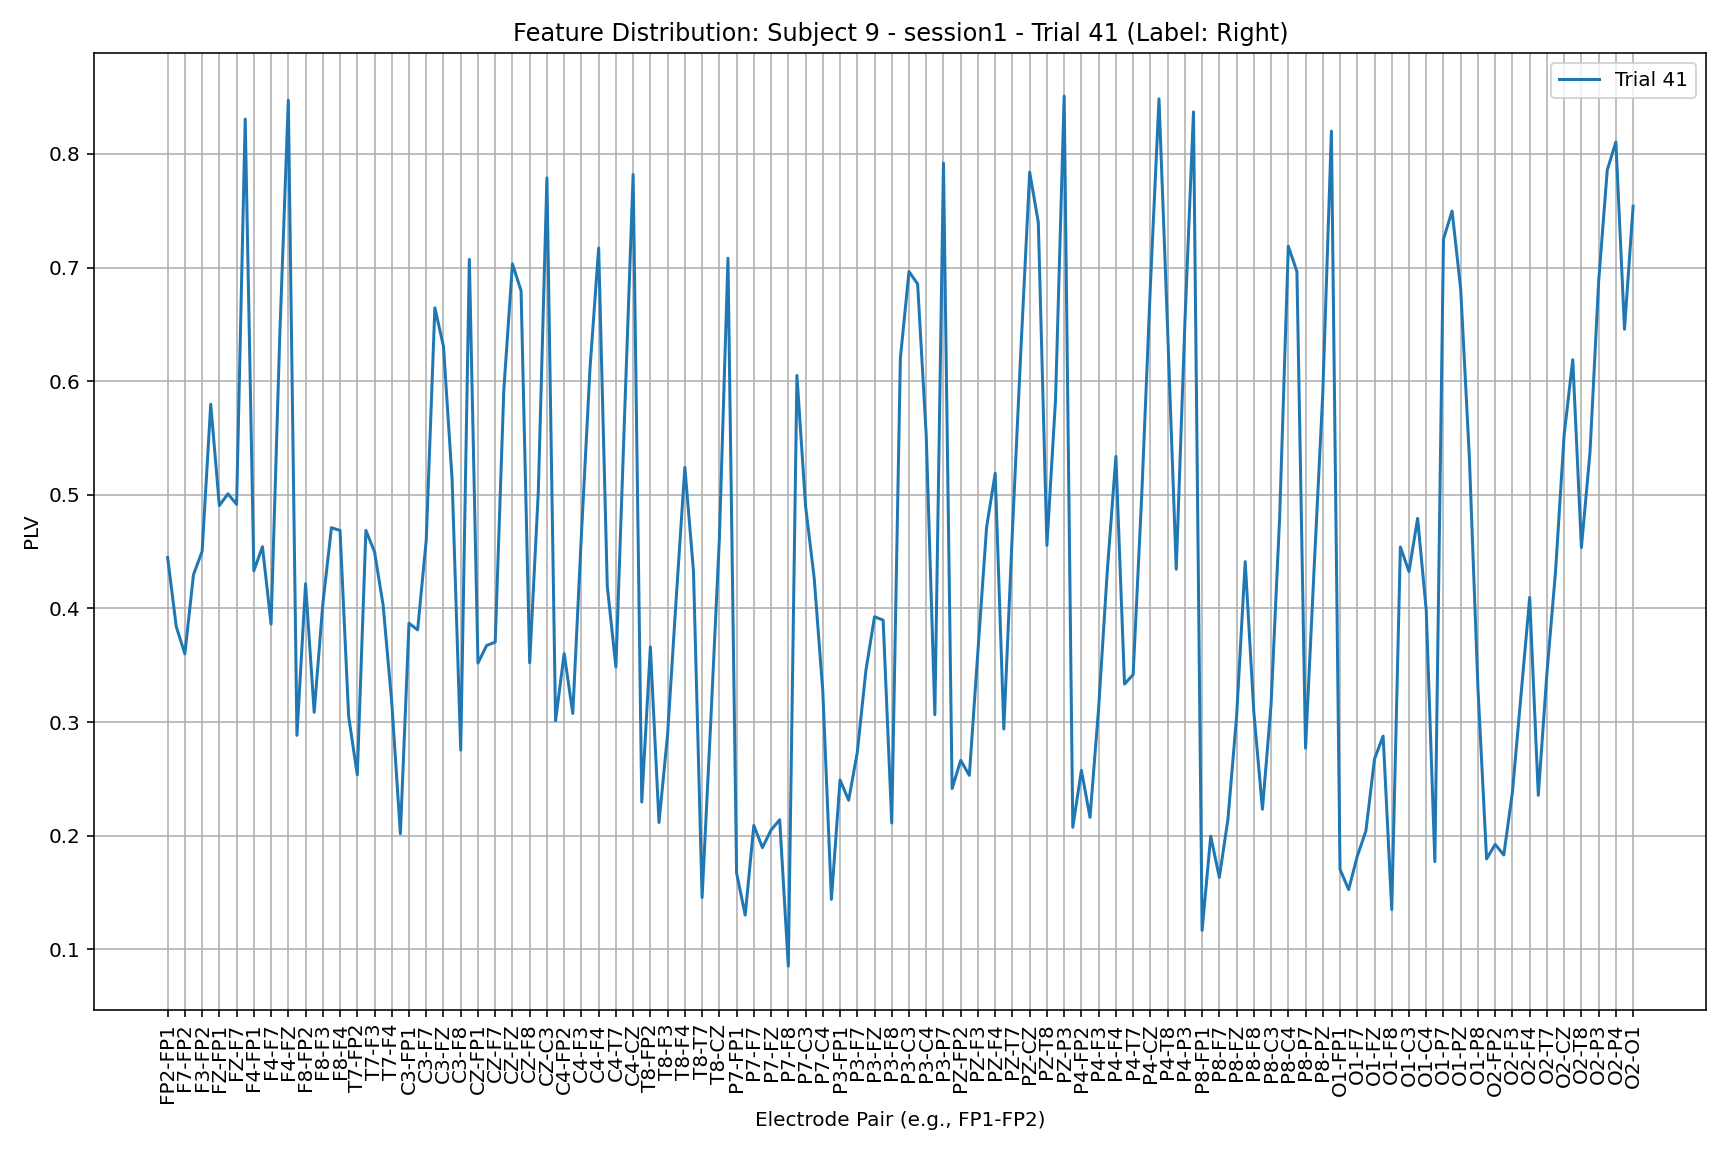 Feature Distribution: Subject 9 - session1 - Trial 41 (Label: Right)
Trial 41
PLV
0.8
0.7
0.6
0.5
0.4
0.3
0.2
0.1
FP2-FP1
F7-FP2
F3-FP2
FZ-FP1
FZ-F7
F4-FP1
F4-F7
F4-FZ
F8-FP2
F8-F3
F8-F4
T7-FP2
T7-F3
T7-F4
C3-FP1
C3-F7
C3-FZ
C3-F8
CZ-FP1
CZ-F7
CZ-FZ
CZ-F8
CZ-C3
C4-FP2
C4-F3
C4-F4
C4-T7
C4-CZ
T8-FP2
T8-F3
T8-F4
T8-T7
T8-CZ
P7-FP1
P7-F7
P7-FZ
P7-F8
P7-C3
P7-C4
P3-FP1
P3-F7
P3-FZ
P3-F8
P3-C3
P3-C4
P3-P7
PZ-FP2
PZ-F3
PZ-F4
PZ-T7
PZ-CZ
PZ-T8
PZ-P3
P4-FP2
P4-F3
P4-F4
P4-T7
P4-CZ
P4-T8
P4-P3
P8-FP1
P8-F7
P8-FZ
P8-F8
P8-C3
P8-C4
P8-P7
P8-PZ
O1-FP1
O1-F7
O1-FZ
O1-F8
O1-C3
O1-C4
O1-P7
O1-PZ
O1-P8
O2-FP2
O2-F3
O2-F4
O2-T7
O2-CZ
O2-T8
O2-P3
O2-P4
O2-O1
Electrode Pair (e.g., FP1-FP2)